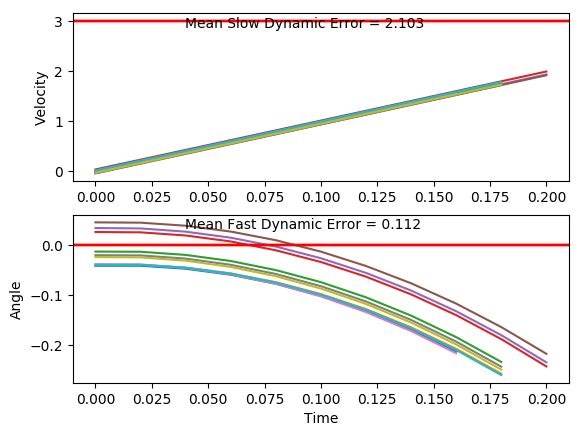 Mean Slow Dynamic Error = 2.103
3
2
1
0
Velocity
0.000 0.025 0.050 0.075 0.100 0.125 0.150 0.175 0.200
Mean Fast Dynamic Error = 0.112
0.0
−0.1
−0.2
Angle
0.000 0.025 0.050 0.075 0.100 0.125 0.150 0.175 0.200
Time